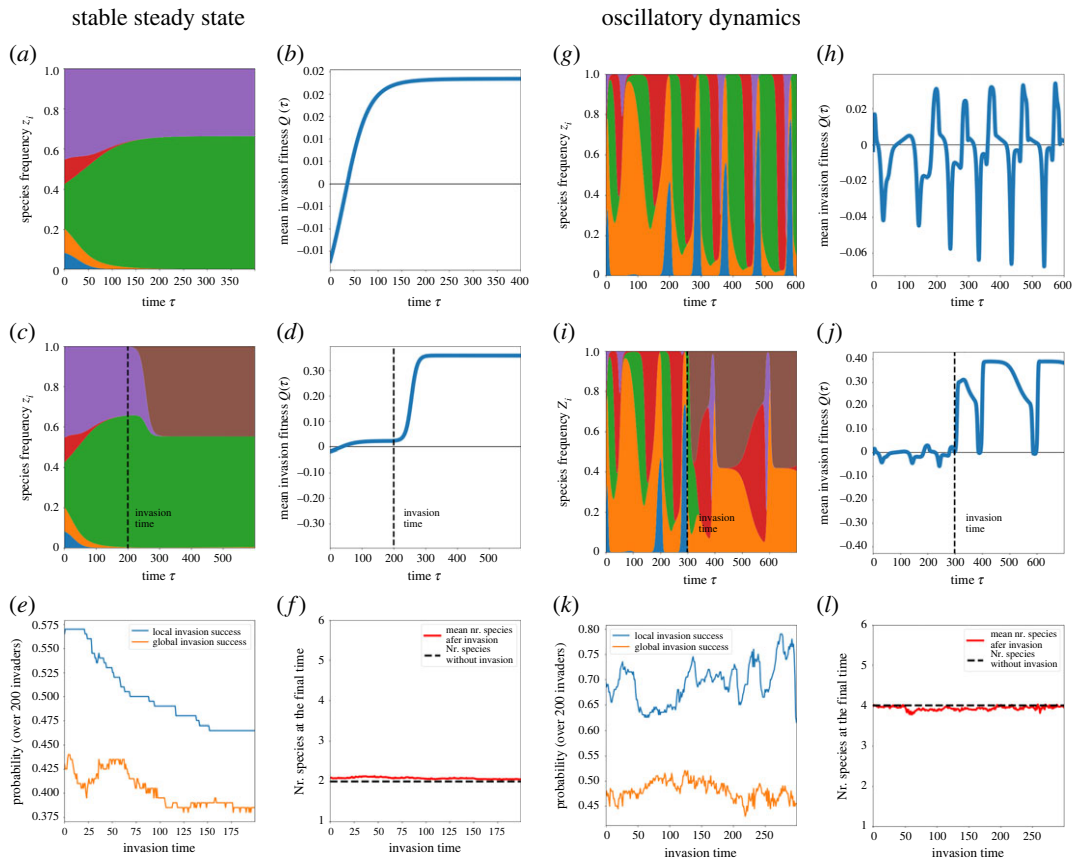 stable steady state
oscillatory dynamics
(a)
species frequency z_i
1.0
0.8
0.6
0.4
0.2
0
0 50 100 150 200 250 300 350
time τ
(b)
mean invasion fitness Q (τ)
0.02
0.02
0.01
0.01
0
−0.01
−0.01
0 50 100 150 200 250 300 350 400
time τ
(g)
species frequency z_i
1.0
0.8
0.6
0.4
0.2
0
0 100 200 300 400 500 600
time τ
(h)
mean invasion fitness Q(τ)
0.02
0
−0.02
−0.04
−0.06
0 100 200 300 400 500 600
time τ
(c)
species frequency z_i
1.0
0.8
0.6
0.4
0.2
0
invasion
time
0 100 200 300 400 500
time τ
(d)
mean invasion fitness Q(τ)
0.30
0.20
0.10
0
−0.10
−0.20
−0.30
invasion
time
0 100 200 300 400 500
time τ
(i)
species frequency Z_i
1.0
0.8
0.6
0.4
0.2
0
invasion
time
0 100 200 300 400 500 600
time τ
(j)
mean invasion fitness Q(τ)
0.40
0.30
0.20
0.10
0
−0.10
−0.20
−0.30
−0.40
invasion
time
0 100 200 300 400 500 600
time τ
(e)
probability (over 200 invaders)
0.575
0.550
0.525
0.500
0.475
0.450
0.425
0.400
0.375
local invasion success
global invasion success
0 25 50 75 100 125 150 175
invasion time
(f)
Nr. species at the final time
6
5
4
3
2
1
mean nr. species
afer invasion
Nr. species
without invasion
0 25 50 75 100 125 150 175
invasion time
(k)
probability (over 200 invaders)
0.80
0.75
0.70
0.65
0.60
0.55
0.50
0.45
local invasion success
global invasion success
0 50 100 150 200 250
invasion time
(l)
Nr. species at the final time
6
5
4
3
2
1
mean nr. species
afer invasion
Nr. species
without invasion
0 50 100 150 200 250 300
invasion time